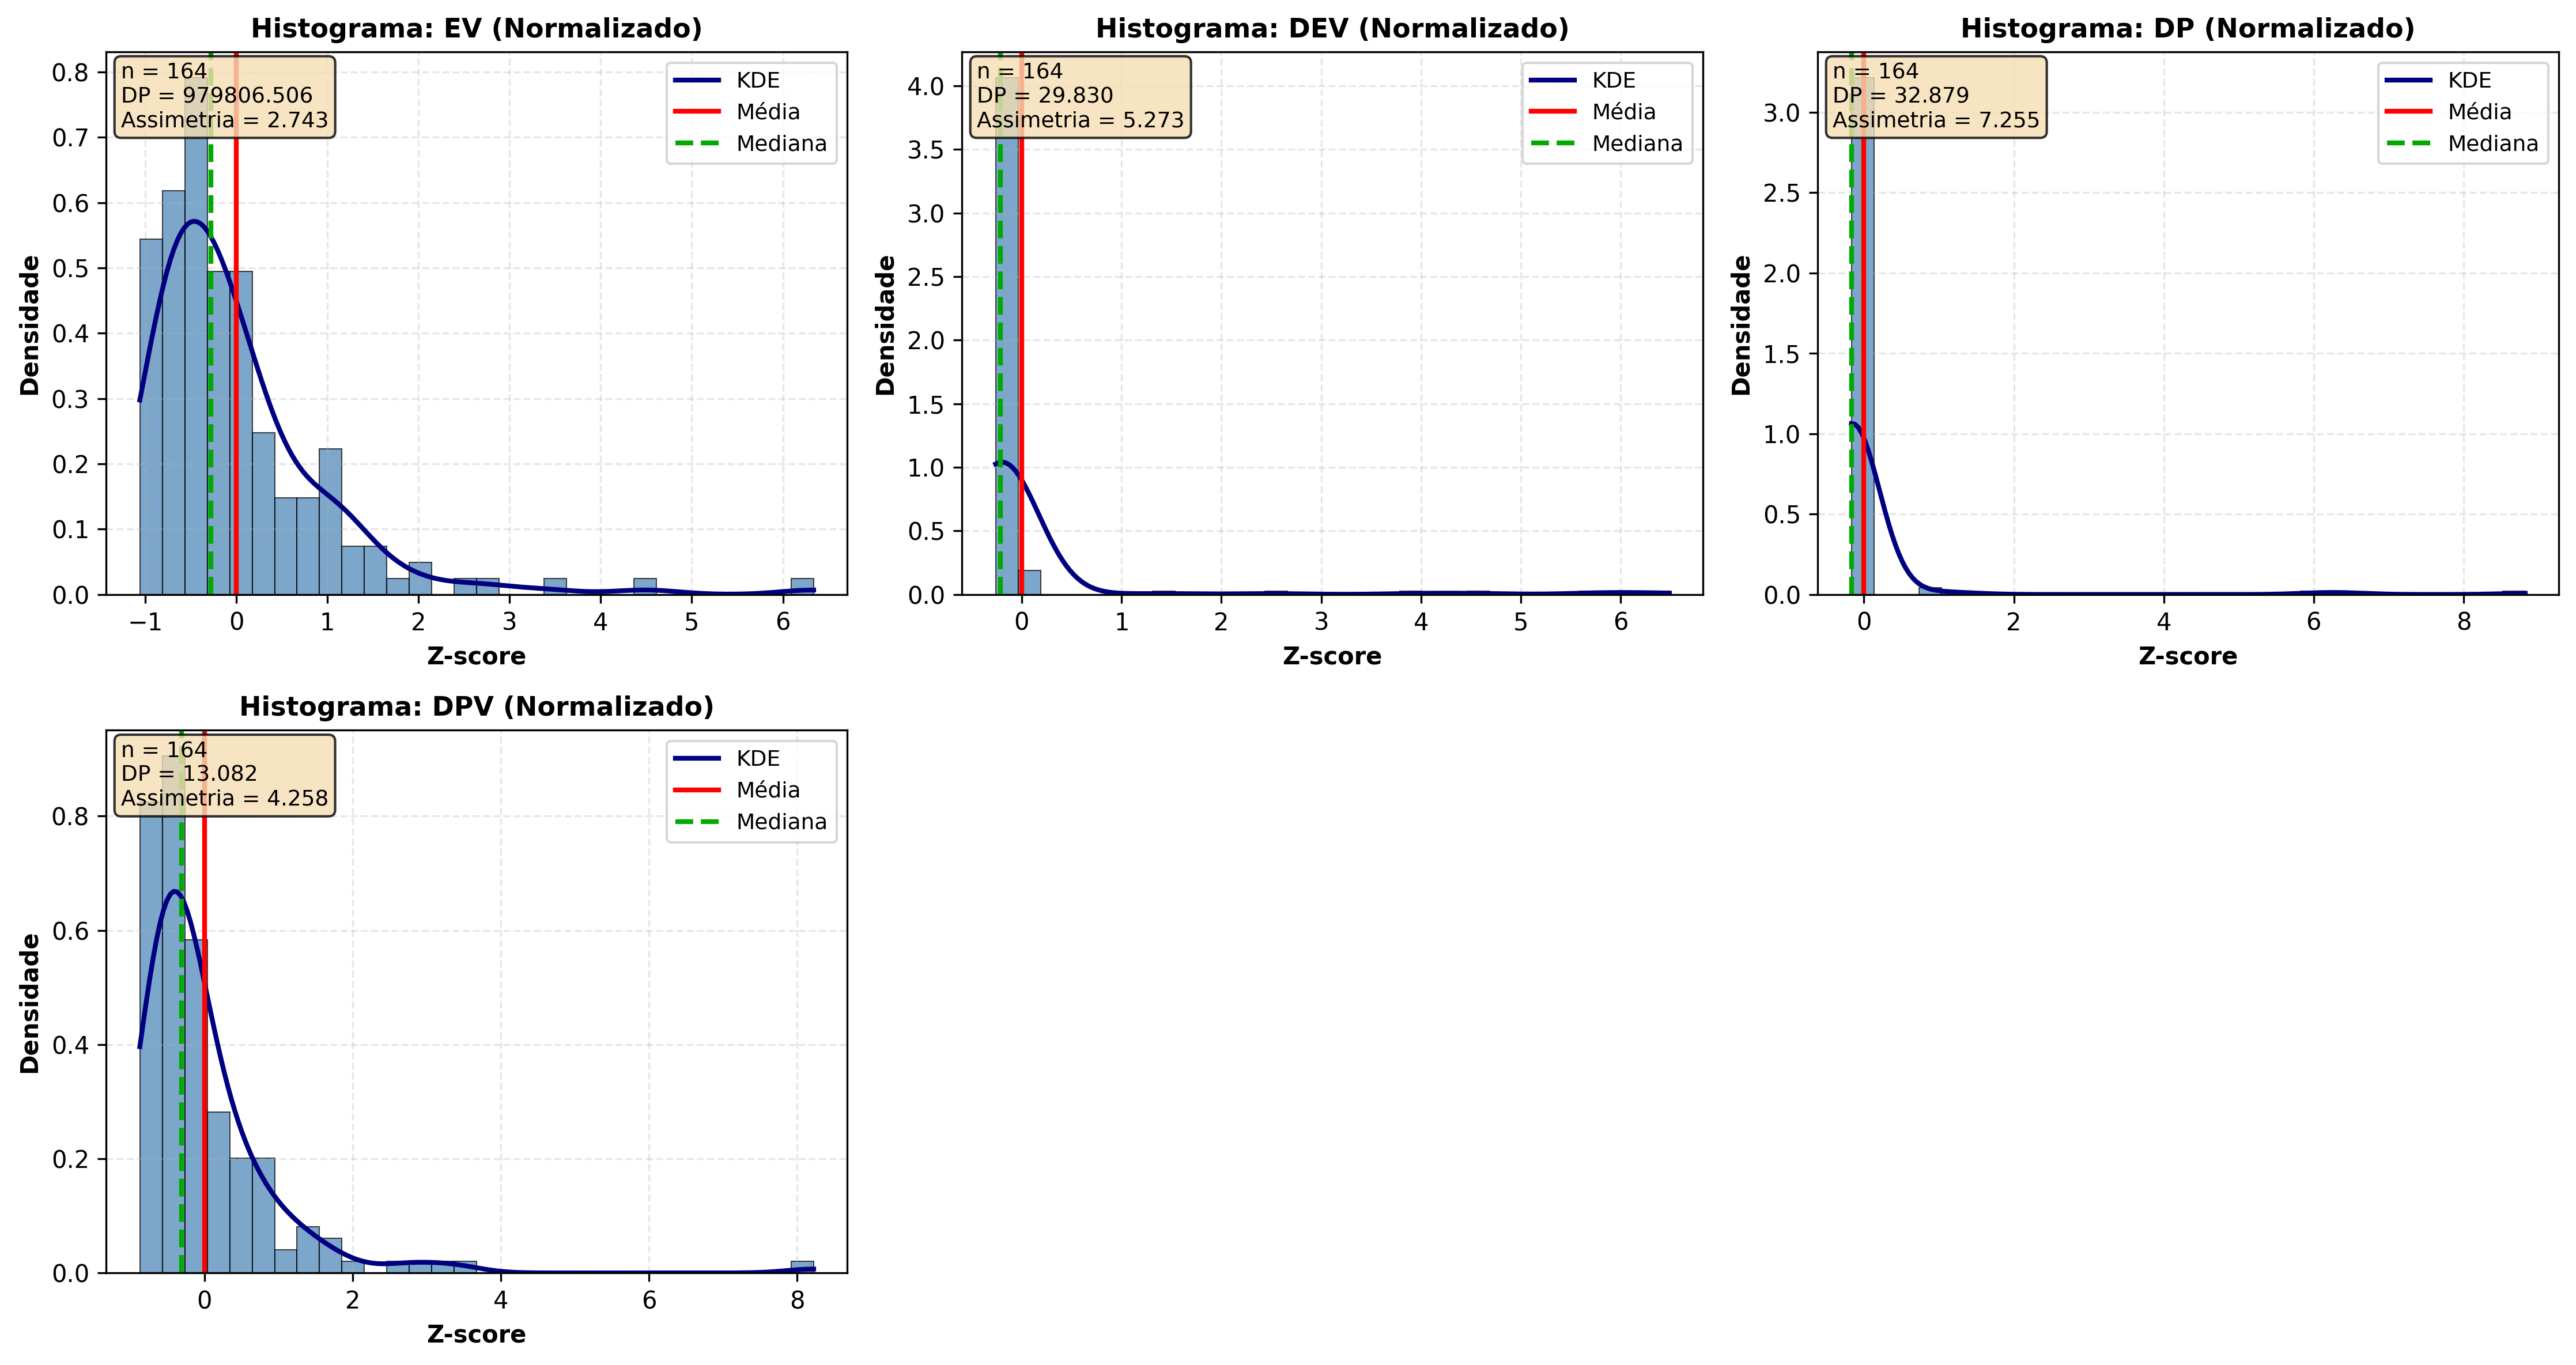 Histograma: EV (Normalizado)
n = 164
DP = 979806.506
Assimetria = 2.743
KDE
Média
Mediana
Densidade
0.8
0.7
0.6
0.5
0.4
0.3
0.2
0.1
0.0
−1 0 1 2 3 4 5 6
Z-score
Histograma: DEV (Normalizado)
n = 164
DP = 29.830
Assimetria = 5.273
KDE
Média
Mediana
Densidade
4.0
3.5
3.0
2.5
2.0
1.5
1.0
0.5
0.0
0 1 2 3 4 5 6
Z-score
Histograma: DP (Normalizado)
n = 164
DP = 32.879
Assimetria = 7.255
KDE
Média
Mediana
Densidade
3.0
2.5
2.0
1.5
1.0
0.5
0.0
0 2 4 6 8
Z-score
Histograma: DPV (Normalizado)
n = 164
DP = 13.082
Assimetria = 4.258
KDE
Média
Mediana
Densidade
0.8
0.6
0.4
0.2
0.0
0 2 4 6 8
Z-score